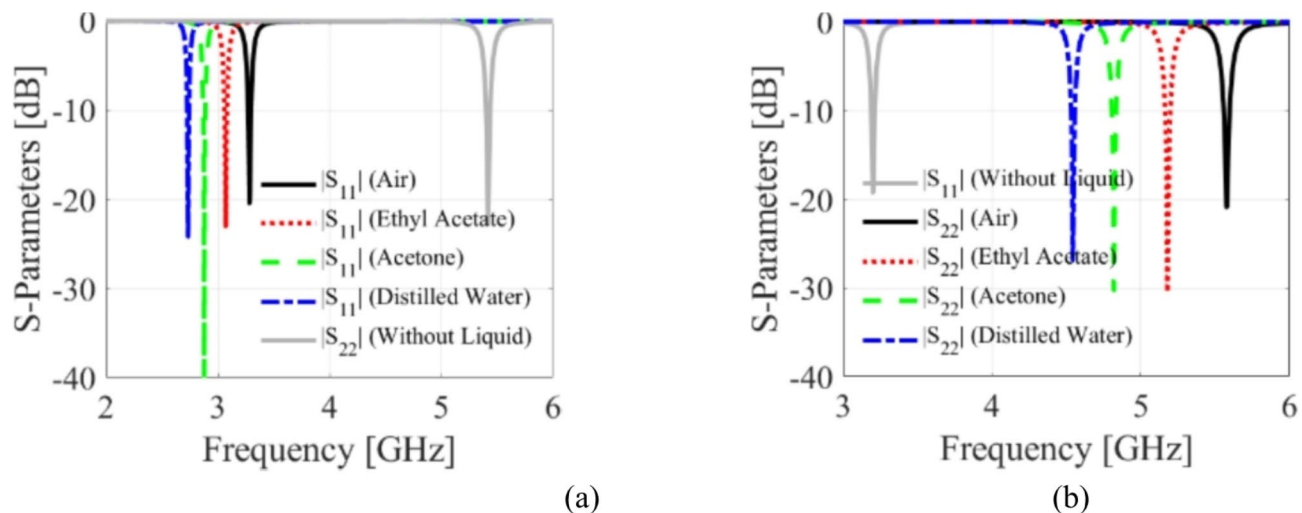 S-Parameters [dB]
0
-10
-20
-30
-40
|S11| (Air)
|S11| (Ethyl Acetate)
|S11| (Acetone)
|S11| (Distilled Water)
|S22| (Without Liquid)
2 3 4 5 6
Frequency [GHz]
(a)
S-Parameters [dB]
0
-10
-20
-30
-40
|S11| (Without Liquid)
|S22| (Air)
|S22| (Ethyl Acetate)
|S22| (Acetone)
|S22| (Distilled Water)
3 4 5 6
Frequency [GHz]
(b)